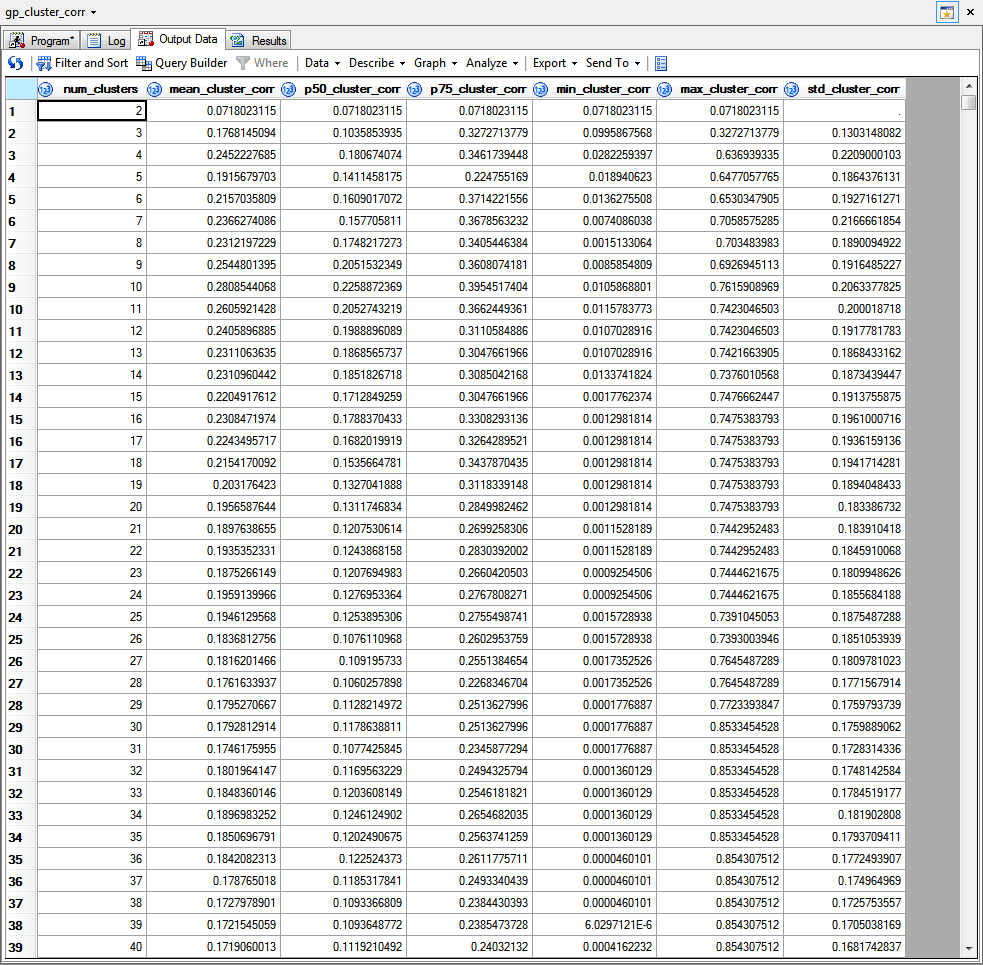 gp_cluster_corr
Program* Log Output Data Results
Filter and Sort Query Builder Where Data Describe Graph Analyze Export Send To
num_clusters mean_cluster_corr p50_cluster_corr p75_cluster_corr min_cluster_corr max_cluster_corr std_cluster_corr
1 2 0.0718023115 0.0718023115 0.0718023115 0.0718023115 0.0718023115 .
2 3 0.1768145094 0.1035853935 0.3272713779 0.0995867568 0.3272713779 0.1303148082
3 4 0.2452227685 0.180674074 0.3461739448 0.0282259397 0.636939335 0.2209000103
4 5 0.1915679703 0.1411458175 0.224755169 0.018940623 0.6477057765 0.1864376131
5 6 0.2157035809 0.1609017072 0.3714221556 0.0136275508 0.6530347905 0.1927161271
6 7 0.2366274086 0.157705811 0.3678563232 0.0074086038 0.7058575285 0.2166661854
7 8 0.2312197229 0.1748217273 0.3405446384 0.0015133064 0.703483983 0.1890094922
8 9 0.2544801395 0.2051532349 0.3608074181 0.0085854809 0.6926945113 0.1916485227
9 10 0.2808544068 0.2258872369 0.3954517404 0.0105868801 0.7615908969 0.2063377825
10 11 0.2605921428 0.2052743219 0.3662449361 0.0115783773 0.7423046503 0.200018718
11 12 0.2405896885 0.1988896089 0.3110584886 0.0107028916 0.7423046503 0.1917781783
12 13 0.2311063635 0.1868565737 0.3047661966 0.0107028916 0.7421663905 0.1868433162
13 14 0.2310960442 0.1851826718 0.3085042168 0.0133741824 0.7376010568 0.1873439447
14 15 0.2204917612 0.1712849259 0.3047661966 0.0017762374 0.7476662447 0.1913755875
15 16 0.2308471974 0.1788370433 0.3308293136 0.0012981814 0.7475383793 0.1961000716
16 17 0.2243495717 0.1682019919 0.3264289521 0.0012981814 0.7475383793 0.1936159136
17 18 0.2154170092 0.1535664781 0.3437870435 0.0012981814 0.7475383793 0.1941714281
18 19 0.203176423 0.1327041888 0.3118339148 0.0012981814 0.7475383793 0.1894048433
19 20 0.1956587644 0.1311746834 0.2849982462 0.0012981814 0.7475383793 0.183386732
20 21 0.1897638655 0.1207530614 0.2699258306 0.0011528189 0.7442952483 0.183910418
21 22 0.1935352331 0.1243868158 0.2830392002 0.0011528189 0.7442952483 0.1845910068
22 23 0.1875266149 0.1207694983 0.2660420503 0.0009254506 0.7444621675 0.1809948626
23 24 0.1959139966 0.1276953364 0.2767808271 0.0009254506 0.7444621675 0.1855684188
24 25 0.1946129568 0.1253895306 0.2755498741 0.0015728938 0.7391045053 0.1875487288
25 26 0.1836812756 0.1076110968 0.2602953759 0.0015728938 0.7393003946 0.1851053939
26 27 0.1816201466 0.109195733 0.2551384654 0.0017352526 0.7645487289 0.1809781023
27 28 0.1761633937 0.1060257898 0.2268346704 0.0017352526 0.7645487289 0.1771567914
28 29 0.1795270667 0.1128214972 0.2513627996 0.0001776887 0.7723393847 0.1759793739
29 30 0.1792812914 0.1178638811 0.2513627996 0.0001776887 0.8533454528 0.1759889062
30 31 0.1746175955 0.1077425845 0.2345877294 0.0001776887 0.8533454528 0.1728314336
31 32 0.1801964147 0.1169563229 0.2494325794 0.0001360129 0.8533454528 0.1748142584
32 33 0.1848360146 0.1203608149 0.2546181821 0.0001360129 0.8533454528 0.1784519177
33 34 0.1896983252 0.1246124902 0.2654682035 0.0001360129 0.8533454528 0.181902808
34 35 0.1850696791 0.1202490675 0.2563741259 0.0001360129 0.8533454528 0.1793709411
35 36 0.1842082313 0.122524373 0.2611775711 0.0000460101 0.854307512 0.1772493907
36 37 0.178765018 0.1185317841 0.2493340439 0.0000460101 0.854307512 0.174964969
37 38 0.1727978901 0.1093366809 0.2384430393 0.0000460101 0.854307512 0.1725753557
38 39 0.1721545059 0.1093648772 0.2385473728 6.0297121E-6 0.854307512 0.1705038169
39 40 0.1719060013 0.1119210492 0.24032132 0.0004162232 0.854307512 0.1681742837